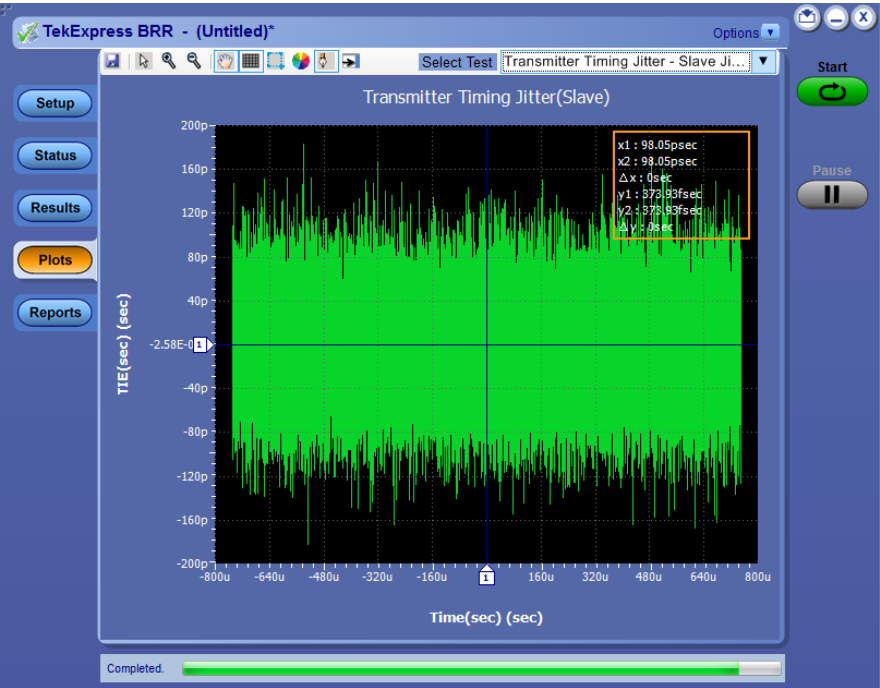 TekExpress BRR - (Untitled)*
Options
Select Test
Transmitter Timing Jitter - Slave Ji...
Start
Pause
Setup
Status
Results
Plots
Reports
Transmitter Timing Jitter(Slave)
x1 : 98.05psec
x2 : 98.05psec
Δx : 0sec
y1 : 373.93fsec
y2 : 373.93fsec
Δy : 0sec
200p
160p
120p
80p
40p
-2.58E-0
1
-40p
-80p
-120p
-160p
-200p
TIE(sec) (sec)
-800u
-640u
-480u
-320u
-160u
1
160u
320u
480u
640u
800u
Time(sec) (sec)
Completed.